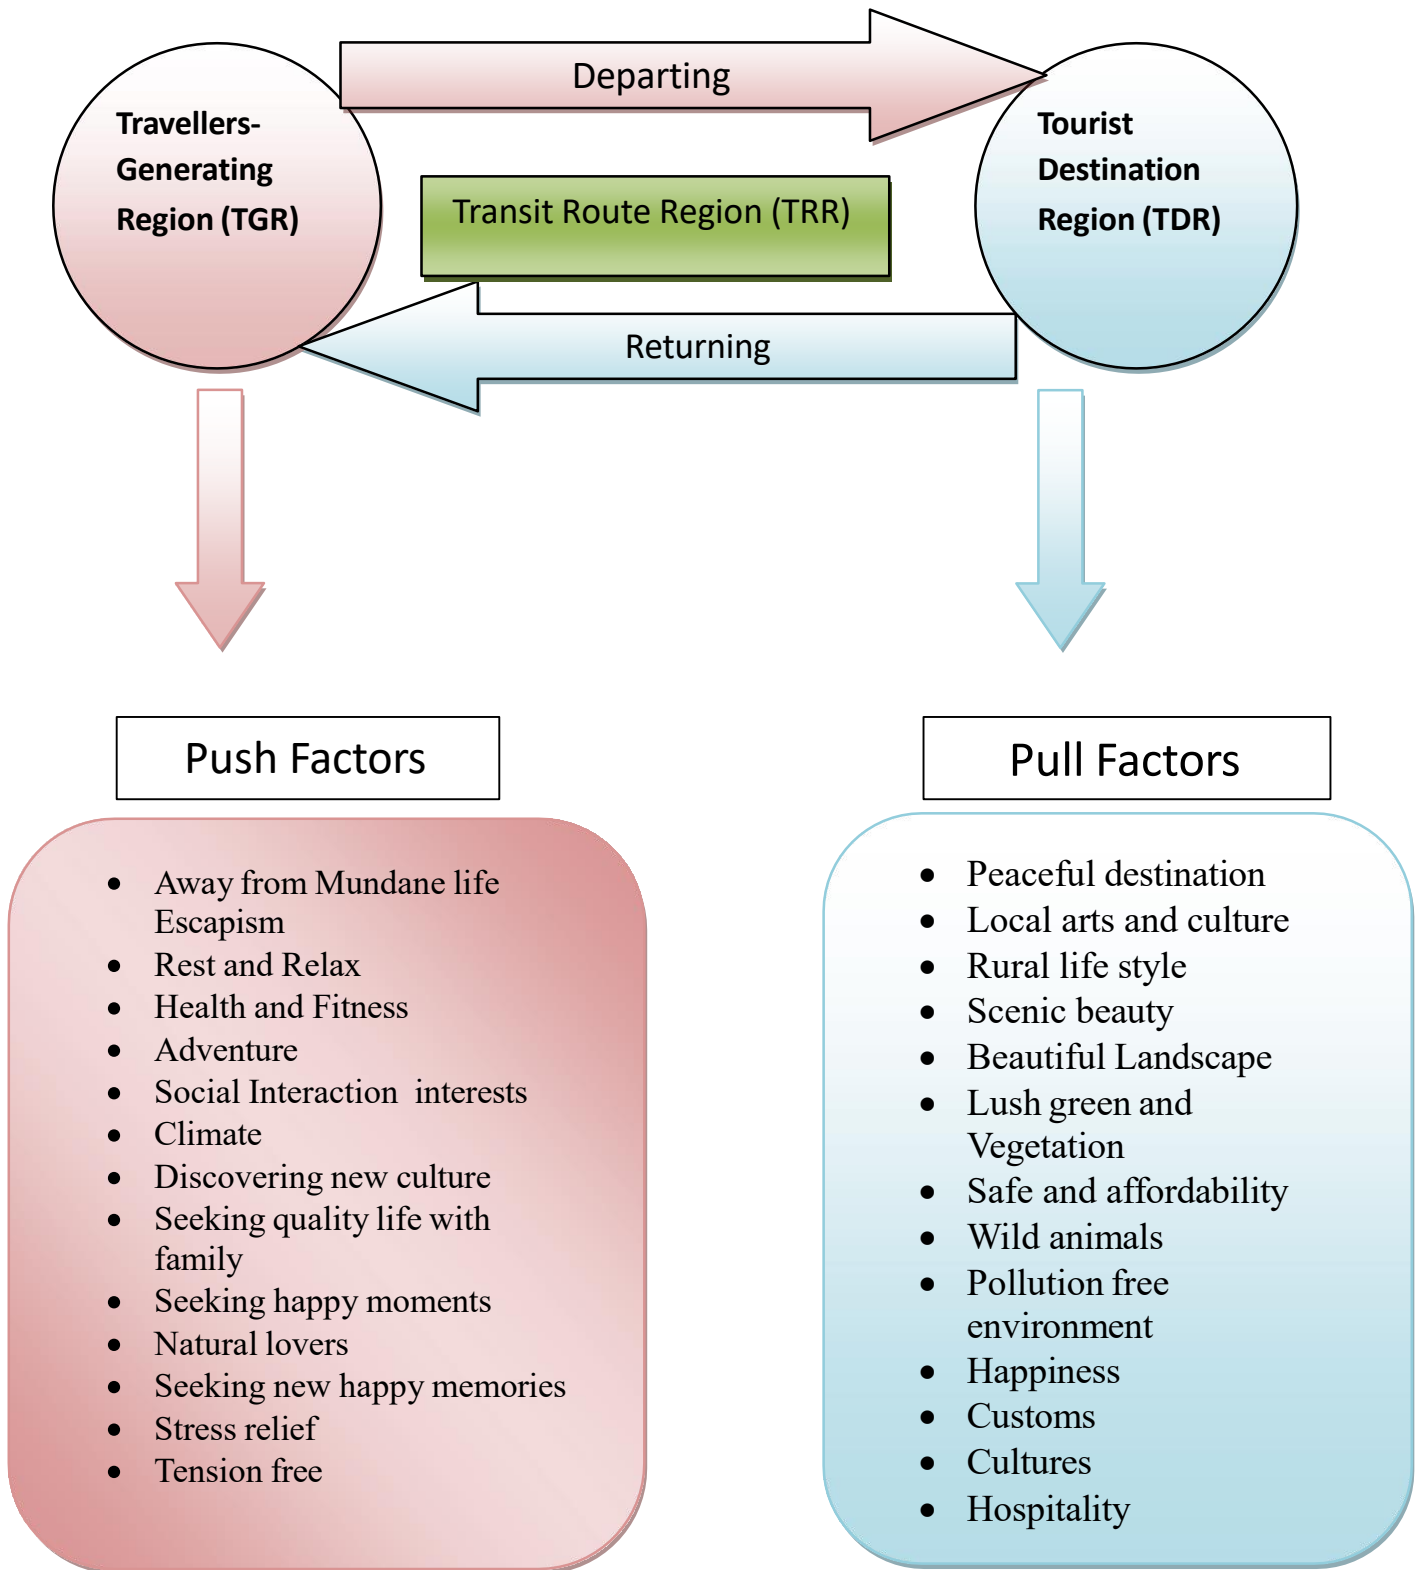 Departing
Travellers-
Generating
Region (TGR)
Transit Route Region (TRR)
Tourist
Destination
Region (TDR)
Returning
Push Factors
• Away from Mundane life
Escapism
• Rest and Relax
• Health and Fitness
• Adventure
• Social Interaction  interests
• Climate
• Discovering new culture
• Seeking quality life with
family
• Seeking happy moments
• Natural lovers
• Seeking new happy memories
• Stress relief
• Tension free
Pull Factors
• Peaceful destination
• Local arts and culture
• Rural life style
• Scenic beauty
• Beautiful Landscape
• Lush green and
Vegetation
• Safe and affordability
• Wild animals
• Pollution free
environment
• Happiness
• Customs
• Cultures
• Hospitality